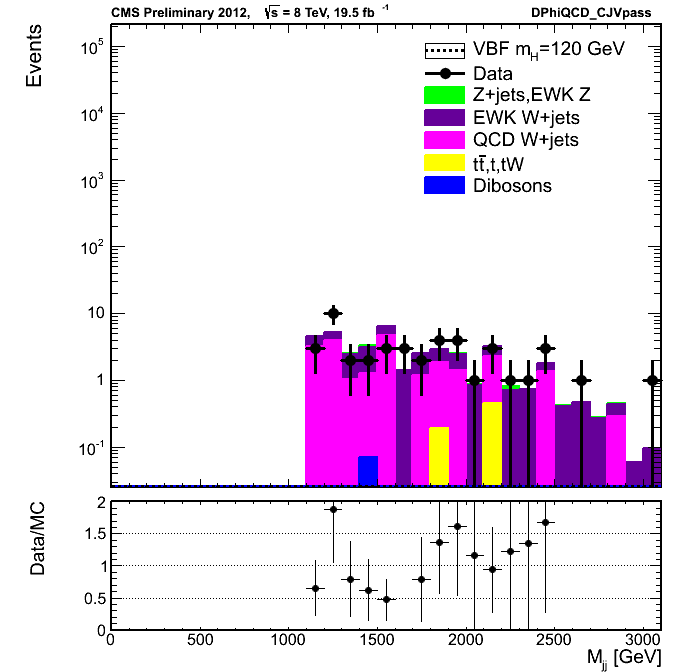 CMS Preliminary 2012, √s = 8 TeV, 19.5 fb⁻¹ DPhiQCD_CJVpass
Events
10⁵
10⁴
10³
10²
10
1
10⁻¹
VBF m_H=120 GeV
Data
Z+jets,EWK Z
EWK W+jets
QCD W+jets
tt̄,t,tW
Dibosons
Data/MC
2
1.5
1
0.5
0
0 500 1000 1500 2000 2500 3000
M_jj [GeV]